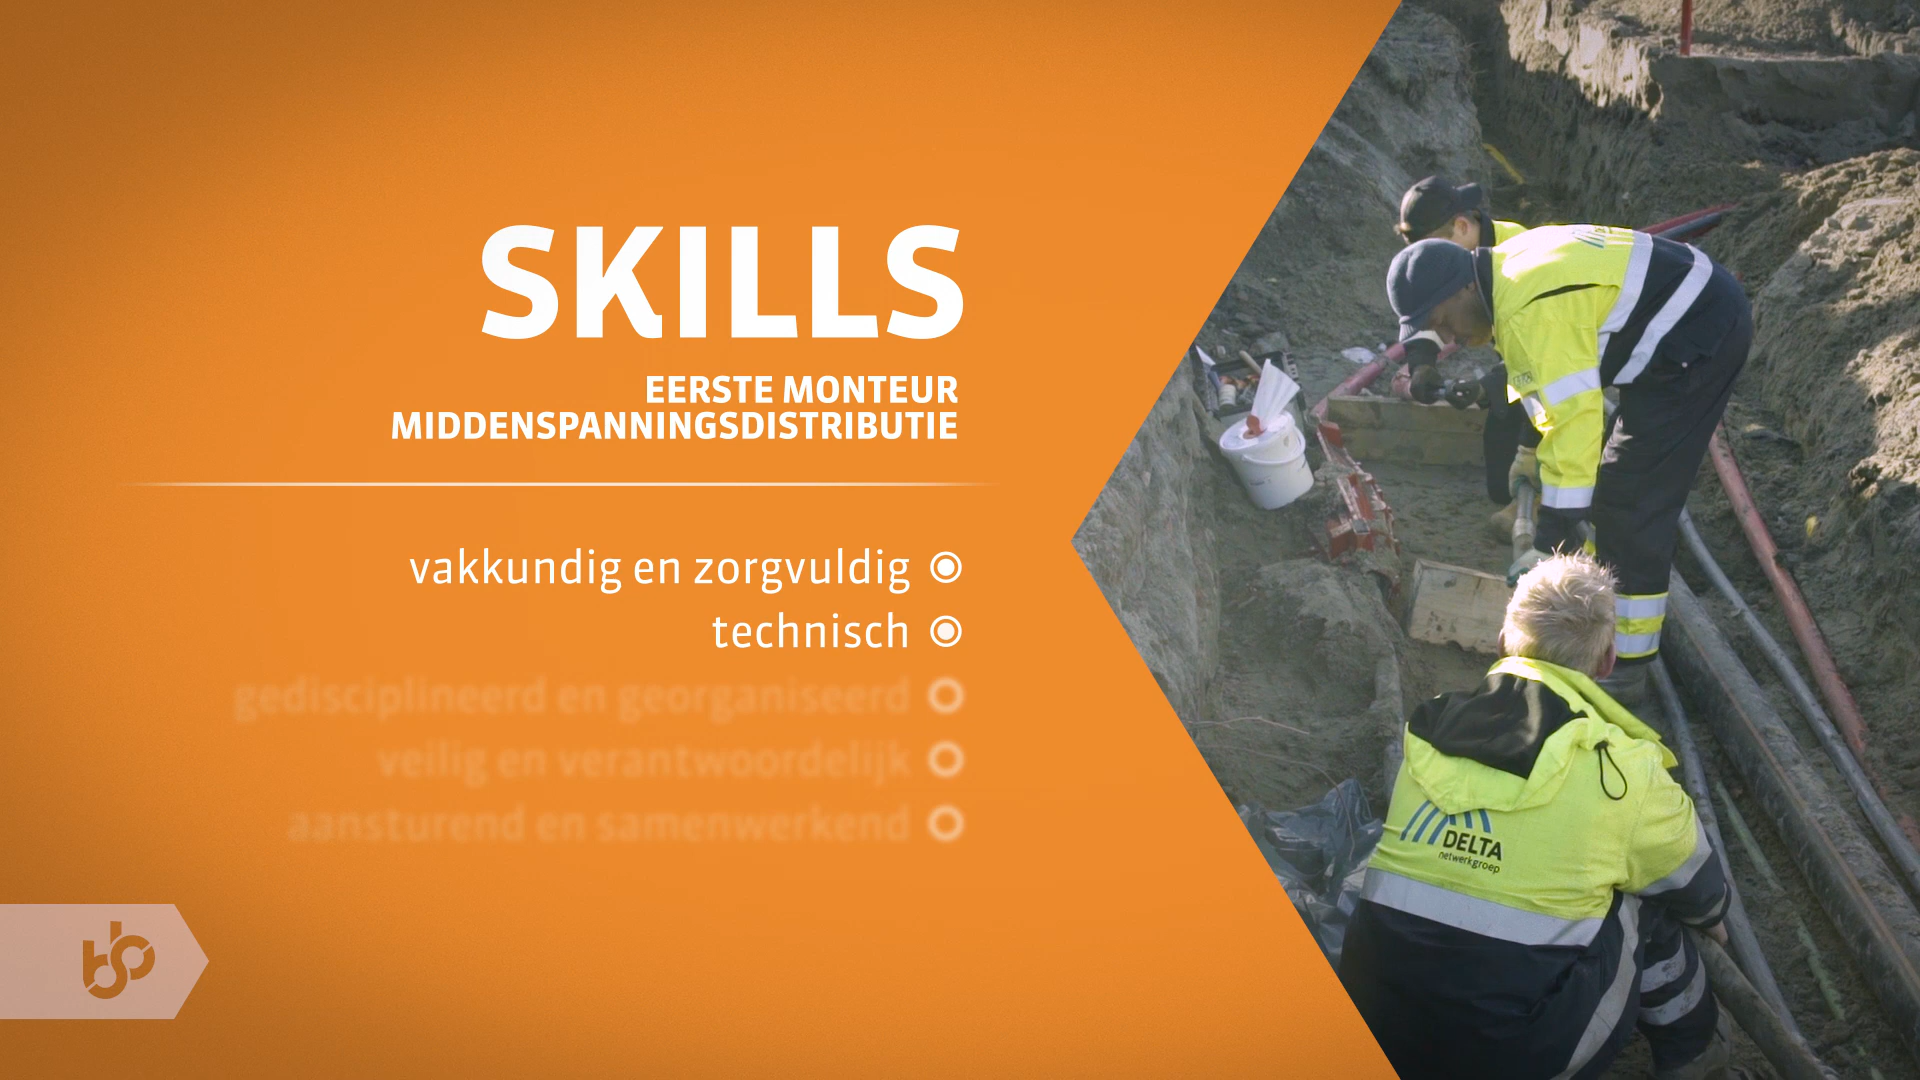 SKILLS
EERSTE MONTEUR
MIDDENSPANNINGSDISTRIBUTIE
vakkundig en zorgvuldig
technisch
gedisciplineerd en georganiseerd
veilig en verantwoordelijk
aansturend en samenwerkend
DELTA
netwerkgroep